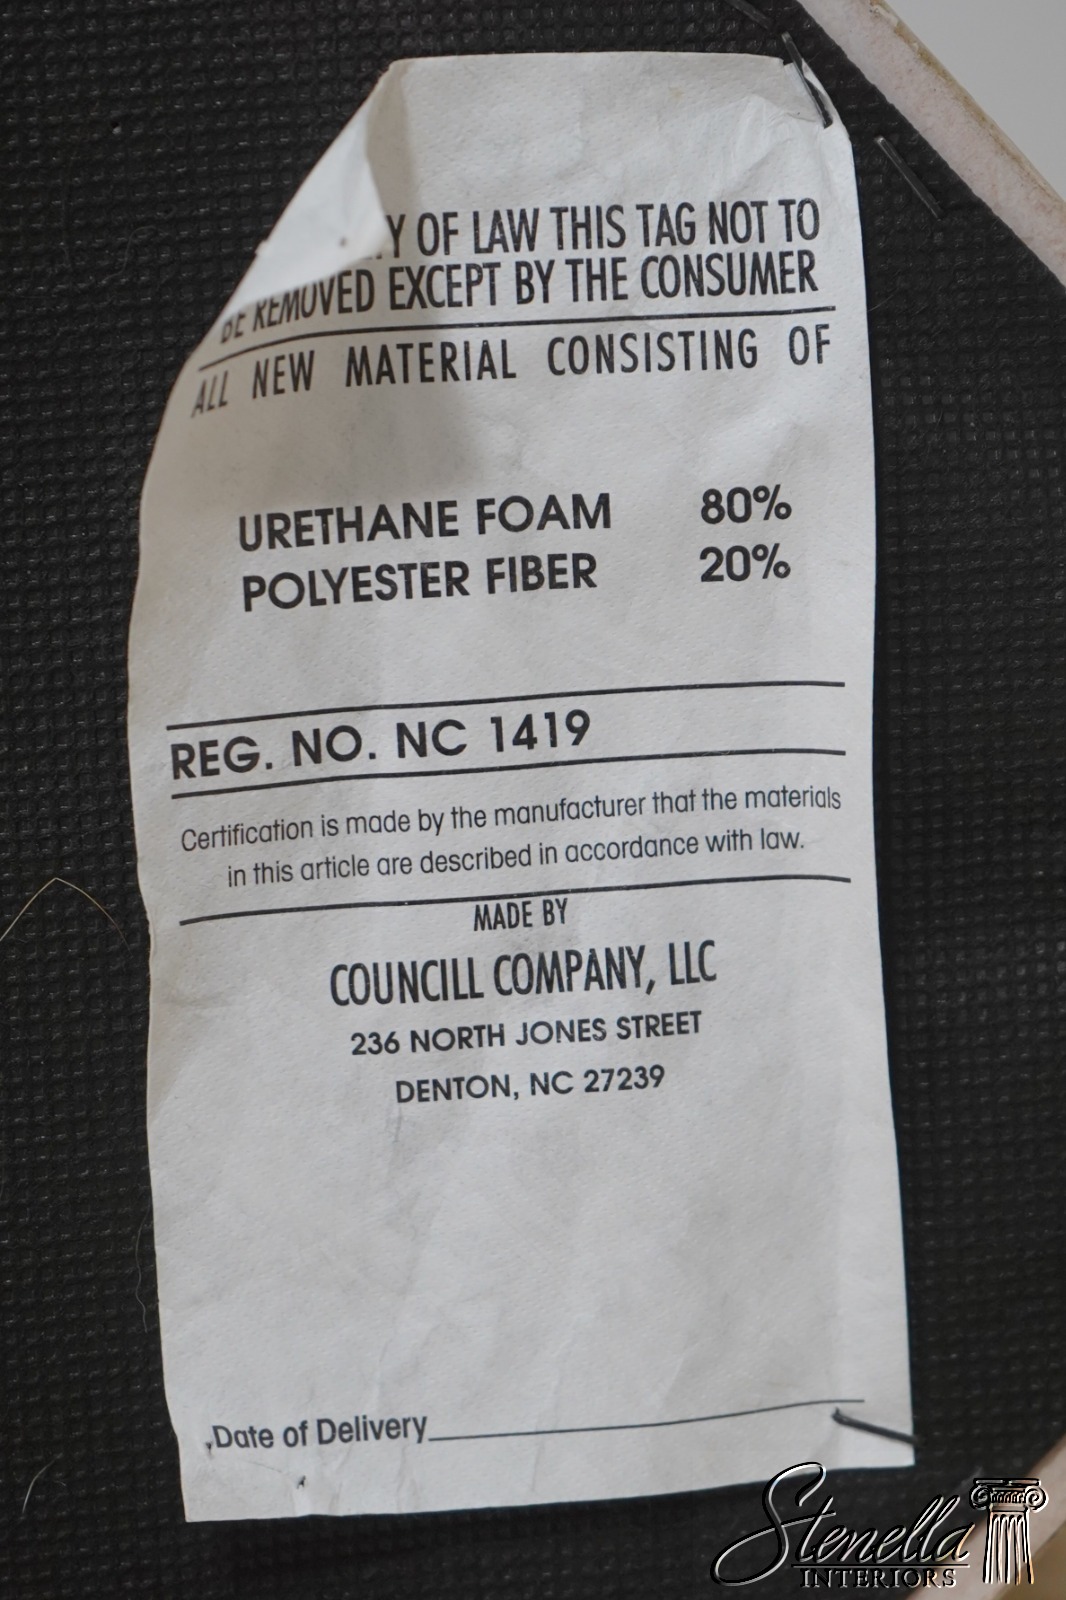 Y OF LAW THIS TAG NOT TO
BE REMOVED EXCEPT BY THE CONSUMER
ALL NEW MATERIAL CONSISTING OF
URETHANE FOAM 80%
POLYESTER FIBER 20%
REG. NO. NC 1419
Certification is made by the manufacturer that the materials
in this article are described in accordance with law.
MADE BY
COUNCILL COMPANY, LLC
236 NORTH JONES STREET
DENTON, NC 27239
Date of Delivery
Stenella
INTERIORS